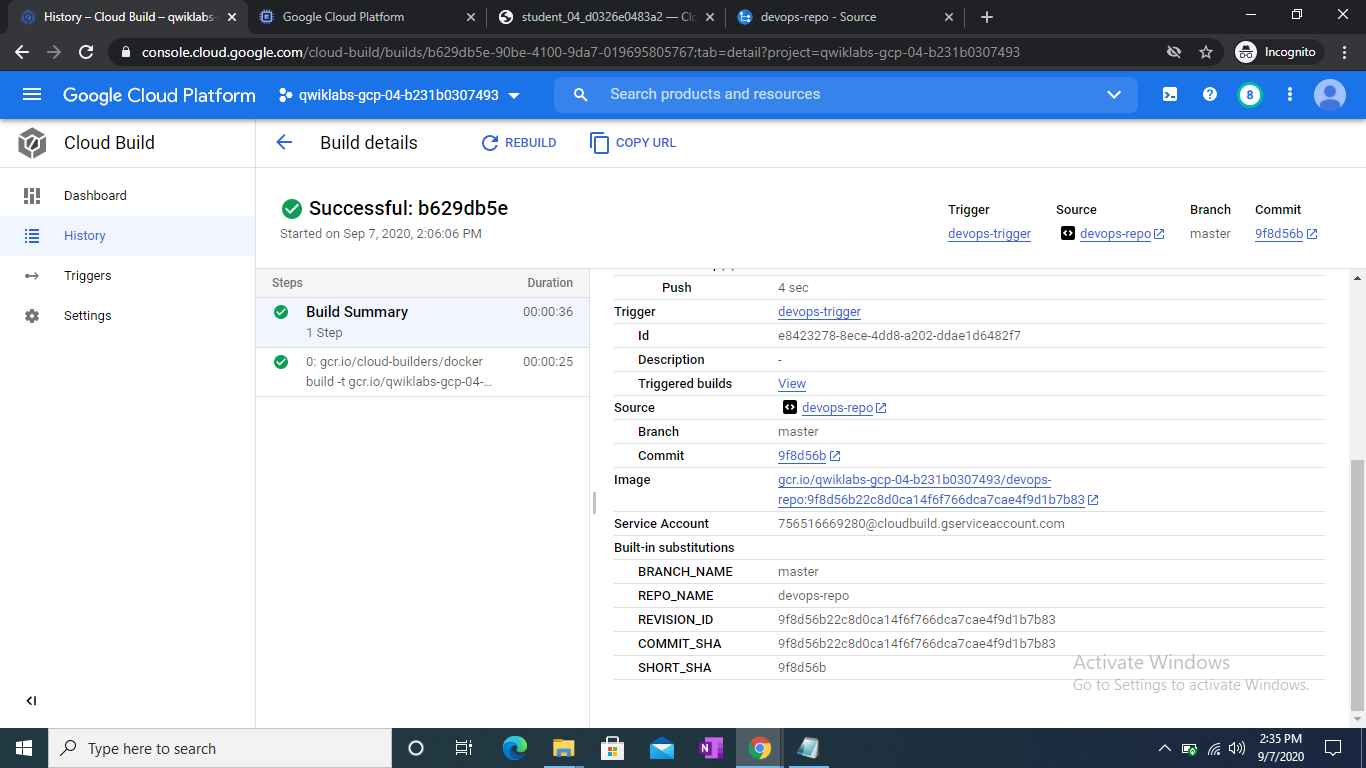 History – Cloud Build – qwiklabs-
Google Cloud Platform
student_04_d0326e0483a2 — Clo
devops-repo - Source
console.cloud.google.com/cloud-build/builds/b629db5e-90be-4100-9da7-019695805767;tab=detail?project=qwiklabs-gcp-04-b231b0307493
Incognito
Google Cloud Platform
qwiklabs-gcp-04-b231b0307493
Search products and resources
8
Cloud Build
Build details
REBUILD
COPY URL
Dashboard
History
Triggers
Settings
Successful: b629db5e
Started on Sep 7, 2020, 2:06:06 PM
Trigger
Source
Branch
Commit
devops-trigger
devops-repo
master
9f8d56b
Steps
Duration
Build Summary
00:00:36
1 Step
0: gcr.io/cloud-builders/docker
00:00:25
build -t gcr.io/qwiklabs-gcp-04-...
Push
4 sec
Trigger
devops-trigger
Id
e8423278-8ece-4dd8-a202-ddae1d6482f7
Description
-
Triggered builds
View
Source
devops-repo
Branch
master
Commit
9f8d56b
Image
gcr.io/qwiklabs-gcp-04-b231b0307493/devops-
repo:9f8d56b22c8d0ca14f6f766dca7cae4f9d1b7b83
Service Account
756516669280@cloudbuild.gserviceaccount.com
Built-in substitutions
BRANCH_NAME
master
REPO_NAME
devops-repo
REVISION_ID
9f8d56b22c8d0ca14f6f766dca7cae4f9d1b7b83
COMMIT_SHA
9f8d56b22c8d0ca14f6f766dca7cae4f9d1b7b83
SHORT_SHA
9f8d56b
Activate Windows
Go to Settings to activate Windows.
Type here to search
2:35 PM
9/7/2020